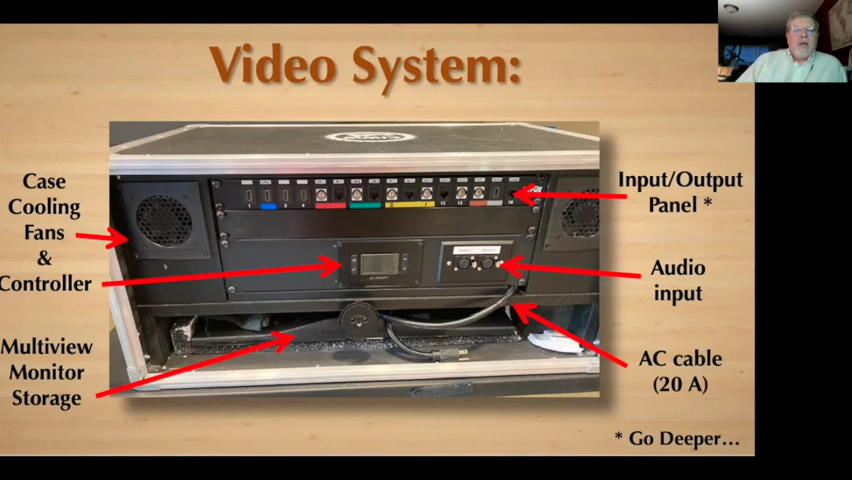 Video System:
Case
Cooling
Fans
&
Controller
Multiview
Monitor
Storage
Input/Output
Panel *
Audio
input
AC cable
(20 A)
* Go Deeper…